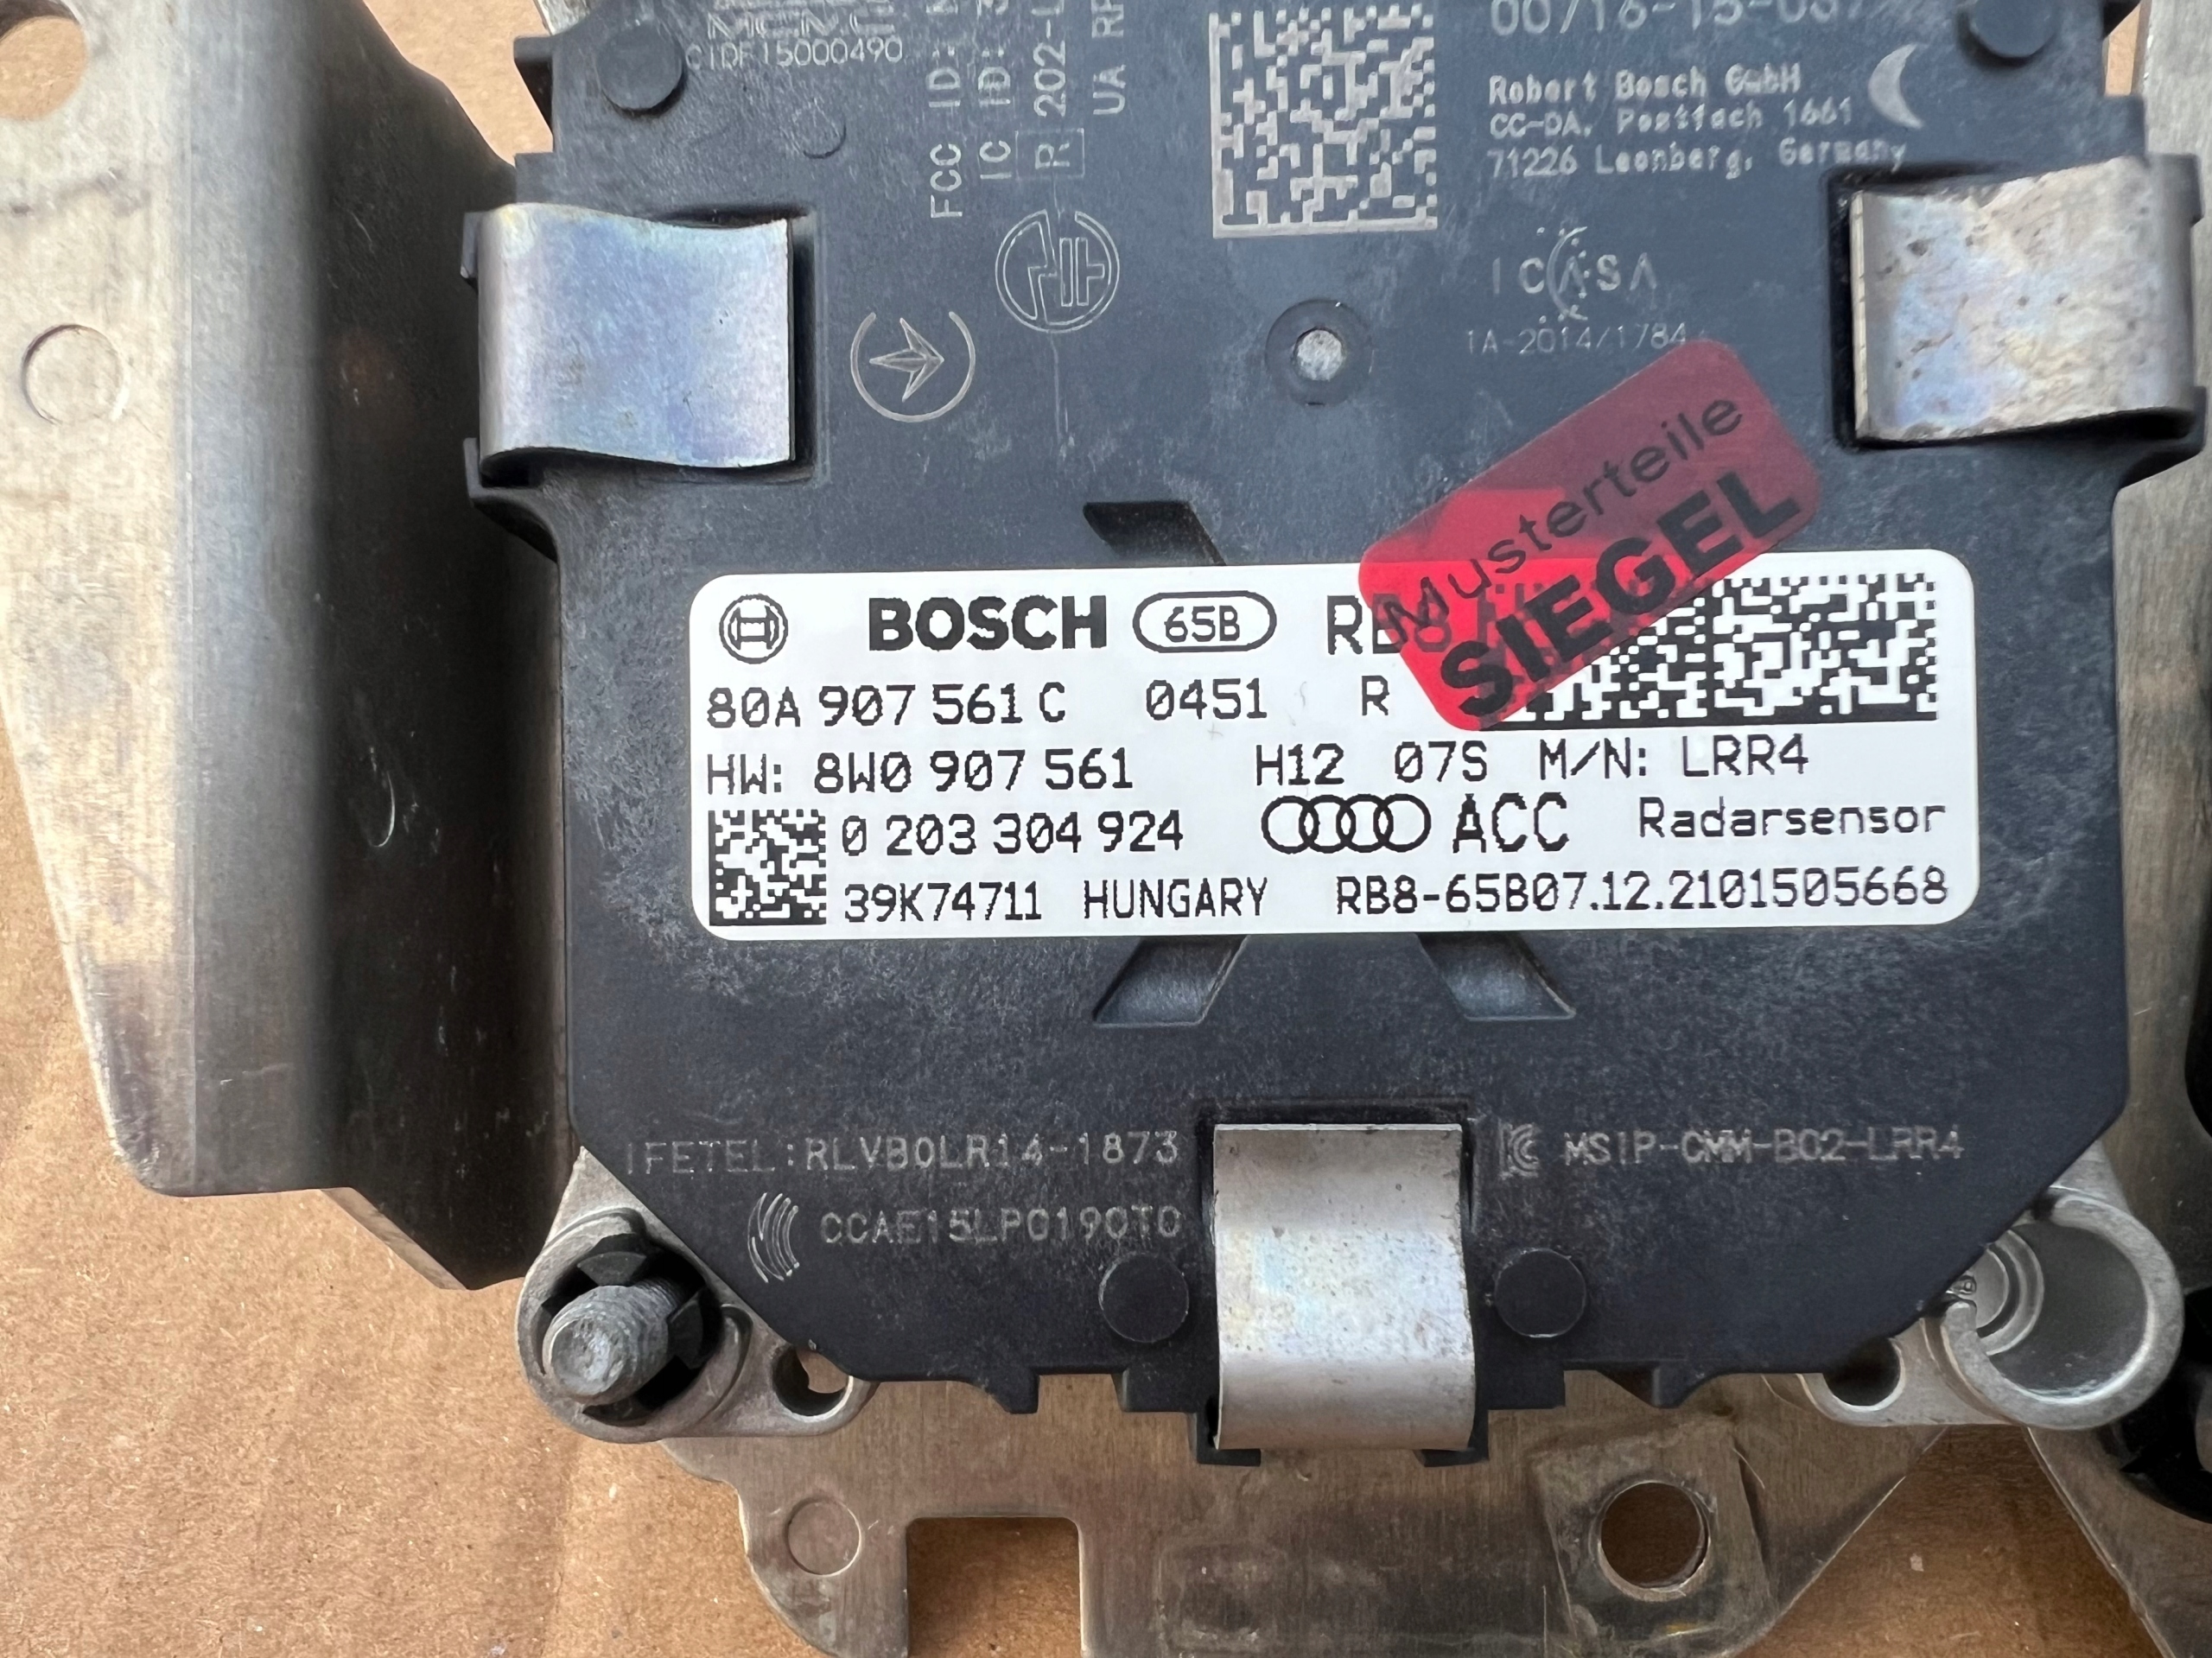 CIDF15000490
FCC ID:
IC ID:
R 202-
UA RF
Robert Bosch GmbH
CC-DA, Postfach 1661
71226 Leonberg, Germany
ICASA
1A-2014/1784
Musterteile
SIEGEL
BOSCH 65B
80A 907 561 C 0451 R
HW: 8W0 907 561 H12 07S M/N: LRR4
0 203 304 924 ACC Radarsensor
39K74711 HUNGARY RB8-65B07.12.2101505668
IFETEL:RLVBOLR14-1873
MSIP-CMM-BO2-LRR4
CCAE15LP0190T0